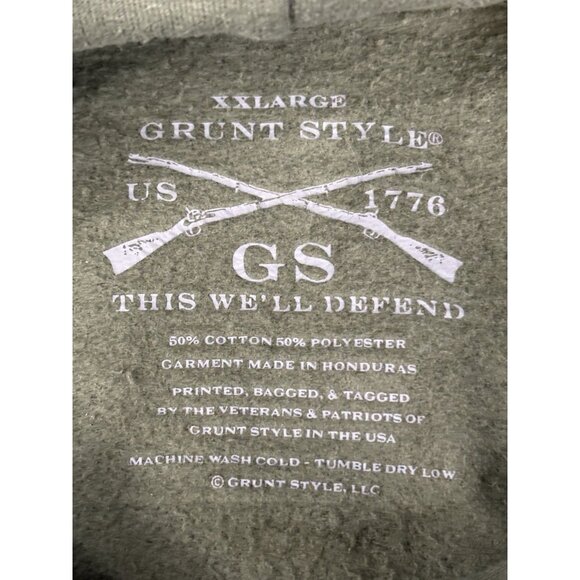 XXLARGE
GRUNT STYLE®
US 1776
GS
THIS WE'LL DEFEND
50% COTTON 50% POLYESTER
GARMENT MADE IN HONDURAS
PRINTED, BAGGED, & TAGGED
BY THE VETERANS & PATRIOTS OF
GRUNT STYLE IN THE USA
MACHINE WASH COLD - TUMBLE DRY LOW
© GRUNT STYLE, LLC